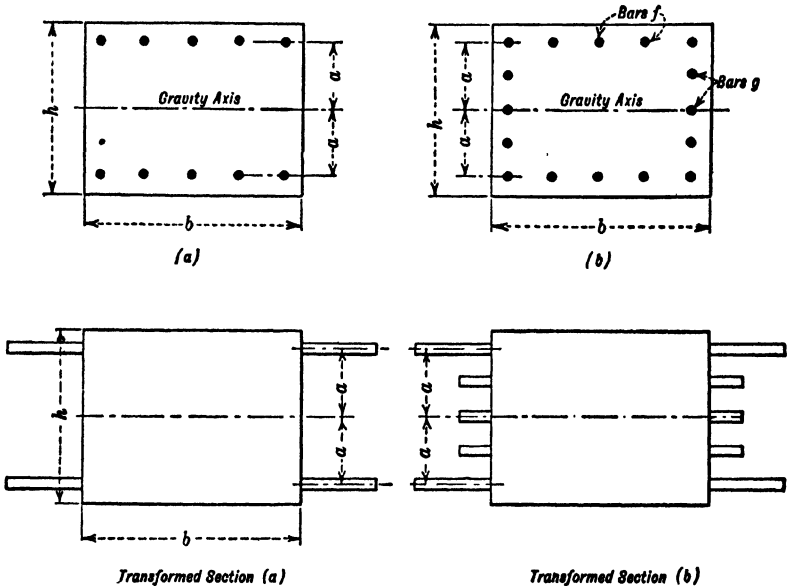 Bars f
h
Gravity Axis
a
a
b
(a)
h
a
a
Gravity Axis
Bars g
b
(b)
h
a
a
b
Transformed Section (a)
a
a
Transformed Section (b)